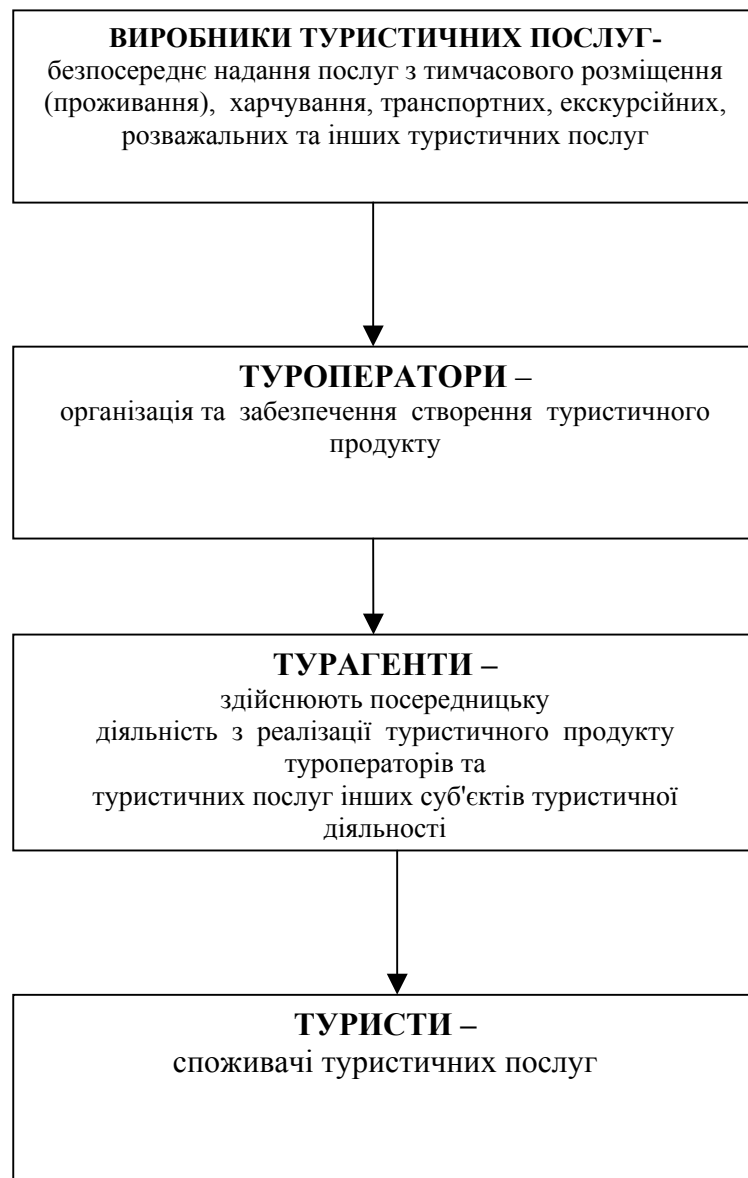 ВИРОБНИКИ ТУРИСТИЧНИХ ПОСЛУГ-
безпосереднє надання послуг з тимчасового розміщення
(проживання), харчування, транспортних, екскурсійних,
розважальних та інших туристичних послуг
ТУРОПЕРАТОРИ –
організація та забезпечення створення туристичного
продукту
ТУРАГЕНТИ –
здійснюють посередницьку
діяльність з реалізації туристичного продукту
туроператорів та
туристичних послуг інших суб'єктів туристичної
діяльності
ТУРИСТИ –
споживачі туристичних послуг